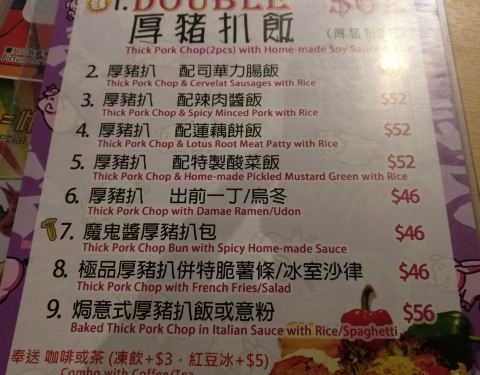 1. DOUBLE
厚豬扒飯
Thick Pork Chop(2pcs) with Home-made Soy Sauce
2. 厚豬扒 配司華力腸飯
Thick Pork Chop & Cervelat Sausages with Rice
3. 厚豬扒 配辣肉醬飯 $52
Thick Pork Chop & Spicy Minced Pork with Rice
4. 厚豬扒 配蓮藕餅飯 $52
Thick Pork Chop & Lotus Root Meat Patty with Rice
5. 厚豬扒 配特製酸菜飯 $52
Thick Pork Chop & Home-made Pickled Mustard Green with Rice
6. 厚豬扒 出前一丁/烏冬 $46
Thick Pork Chop with Damae Ramen/Udon
7. 魔鬼醬厚豬扒包 $46
Thick Pork Chop Bun with Spicy Home-made Sauce
8. 極品厚豬扒併特脆薯條/冰室沙律 $46
Thick Pork Chop with French Fries/Salad
9. 焗意式厚豬扒飯或意粉 $56
Baked Thick Pork Chop in Italian Sauce with Rice/Spaghetti
奉送 咖啡或茶 (凍飲+$3．紅豆冰+$5)
Combo with Coffee/Tea